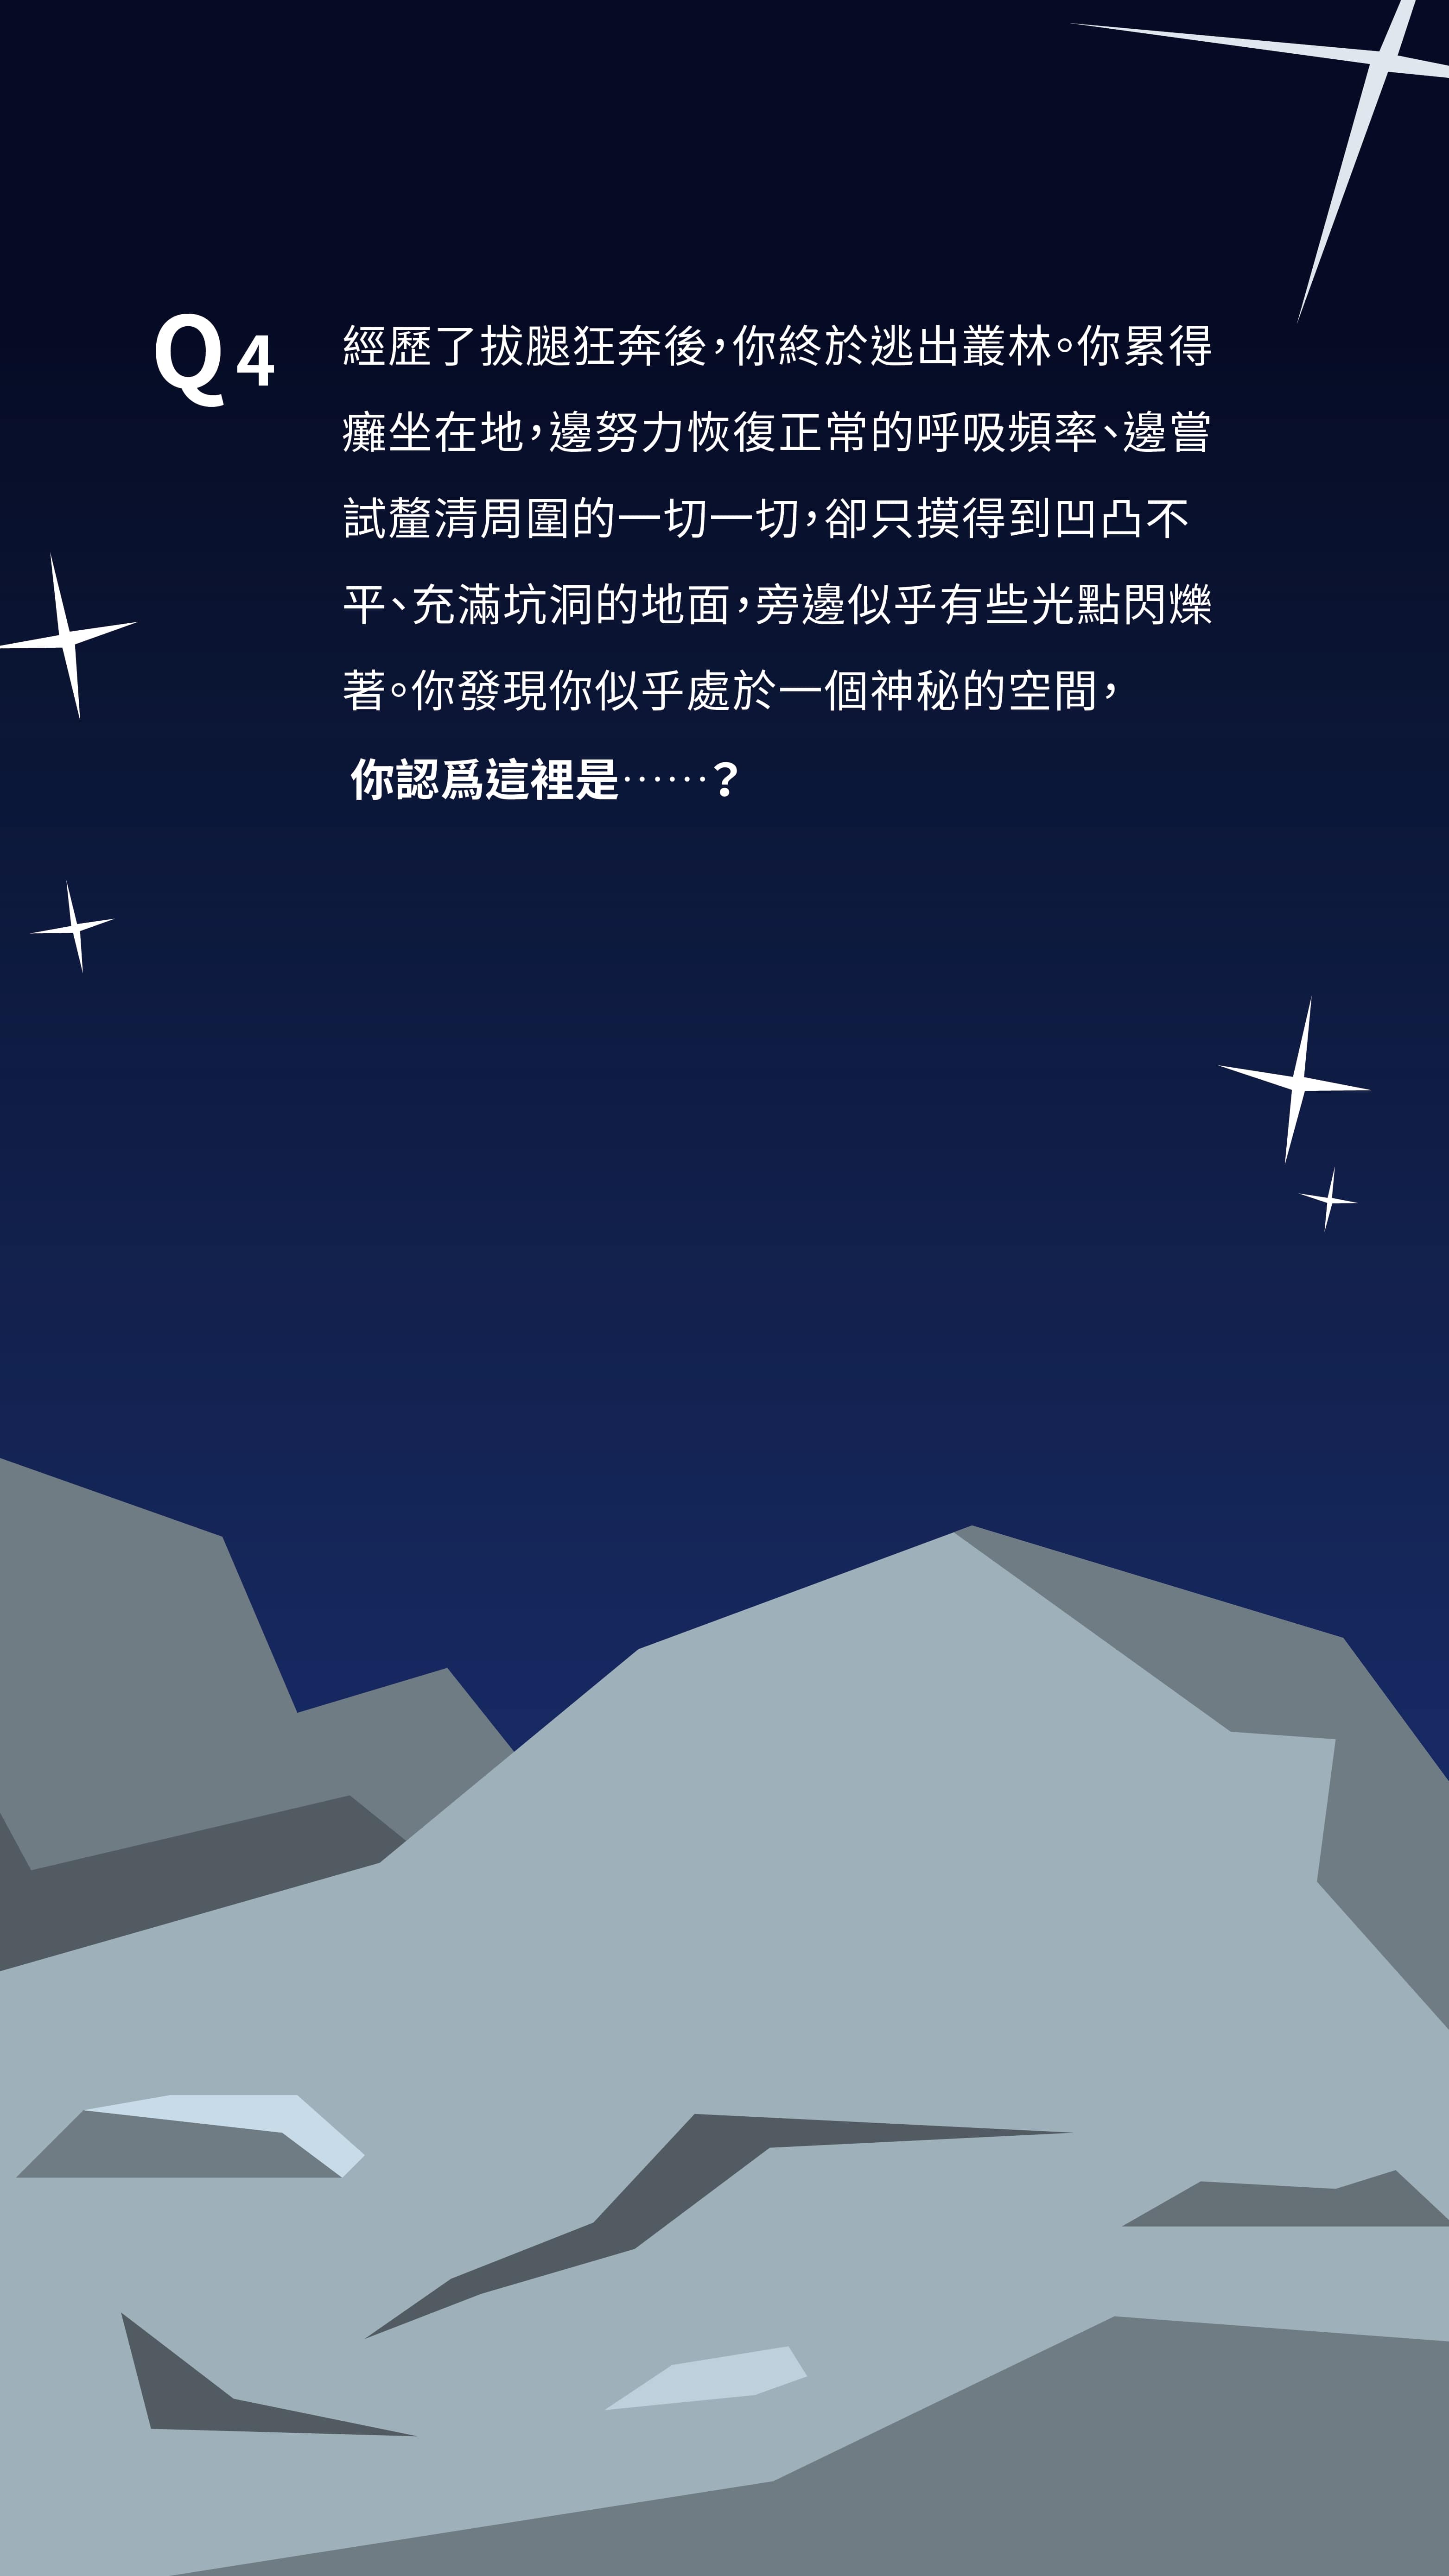 Q4
經歷了拔腿狂奔後，你終於逃出叢林。你累得
癱坐在地，邊努力恢復正常的呼吸頻率、邊嘗
試釐清周圍的一切一切，卻只摸得到凹凸不
平、充滿坑洞的地面，旁邊似乎有些光點閃爍
著。你發現你似乎處於一個神秘的空間，
你認爲這裡是⋯⋯？